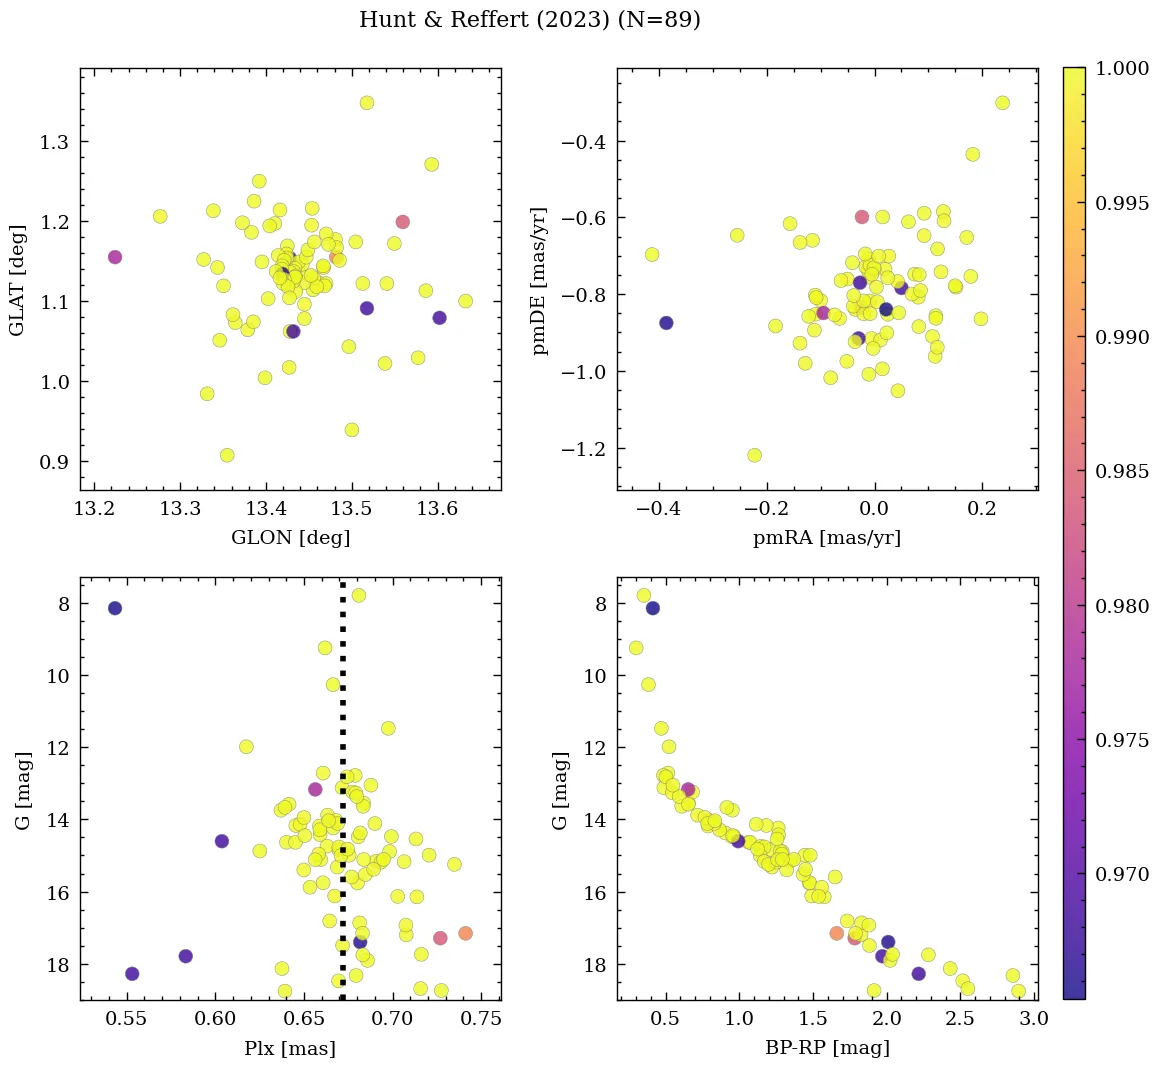 Hunt & Reffert (2023) (N=89)
1.3
1.2
1.1
1.0
0.9
GLAT [deg]
13.2 13.3 13.4 13.5 13.6
GLON [deg]
−0.4
−0.6
−0.8
−1.0
−1.2
pmDE [mas/yr]
−0.4 −0.2 0.0 0.2
pmRA [mas/yr]
8
10
12
14
16
18
G [mag]
0.55 0.60 0.65 0.70 0.75
Plx [mas]
8
10
12
14
16
18
G [mag]
0.5 1.0 1.5 2.0 2.5 3.0
BP-RP [mag]
1.000
0.995
0.990
0.985
0.980
0.975
0.970